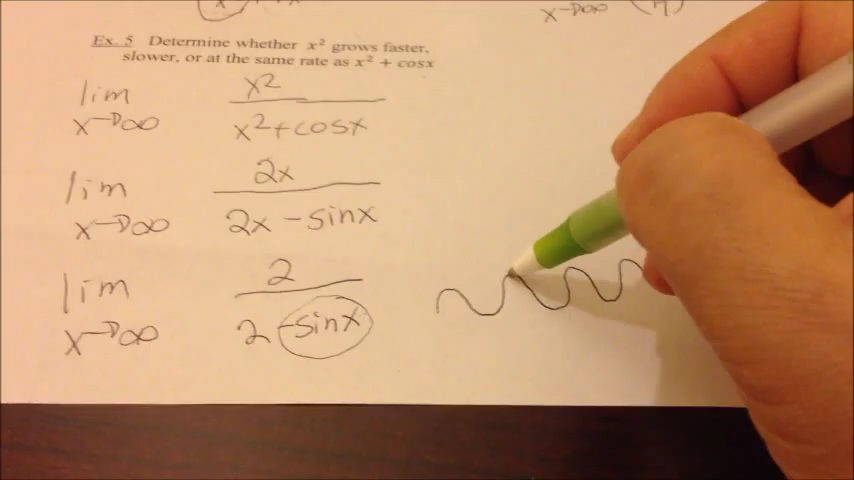 x→∞
Ex. 5 Determine whether x² grows faster,
slower, or at the same rate as x² + cosx
lim x→∞ x² / x²+cosx
lim x→∞ 2x / 2x -sinx
lim x→∞ 2 / 2 -sinx